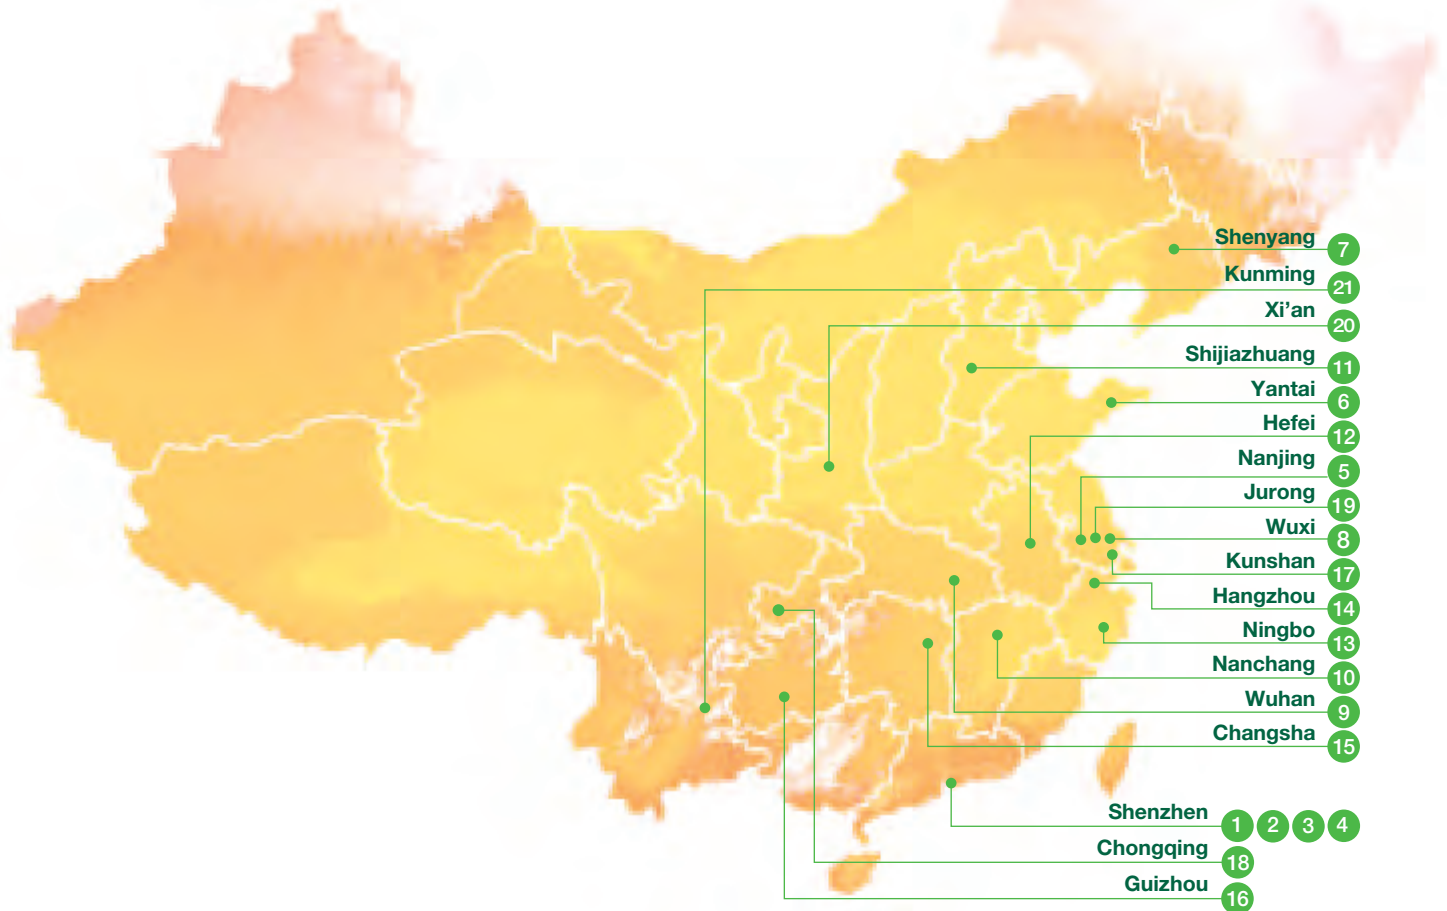 Shenyang 7
Kunming 21
Xi’an 20
Shijiazhuang 11
Yantai 6
Hefei 12
Nanjing 5
Jurong 19
Wuxi 8
Kunshan 17
Hangzhou 14
Ningbo 13
Nanchang 10
Wuhan 9
Changsha 15
Shenzhen 1 2 3 4
Chongqing 18
Guizhou 16